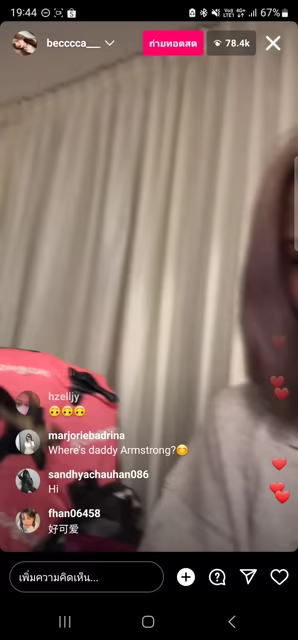 19:44
67%
becccca__
ถ่ายทอดสด
78.4k
hzelljy
🙃🙃🙃
marjoriebadrina
Where's daddy Armstrong?😋
sandhyachauhan086
Hi
fhan06458
好可爱
เพิ่มความคิดเห็น...